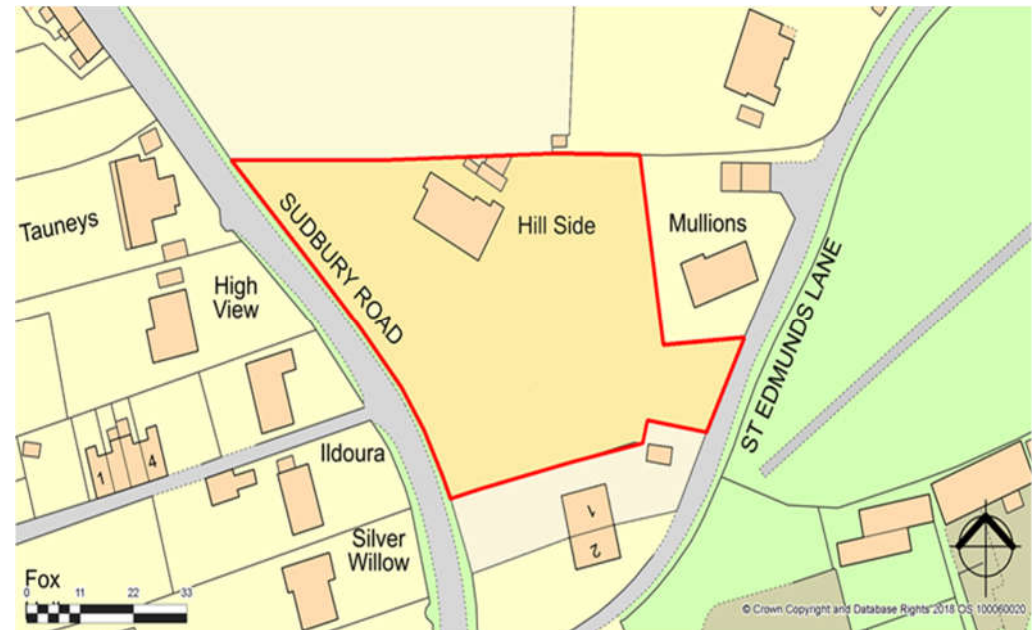 Tauneys
High
View
SUDBURY ROAD
Hill Side
Mullions
ST EDMUNDS LANE
Ildoura
1
4
Silver
Willow
1
2
Fox
0 11 22 33
© Crown Copyright and Database Rights 2018 OS 100060020